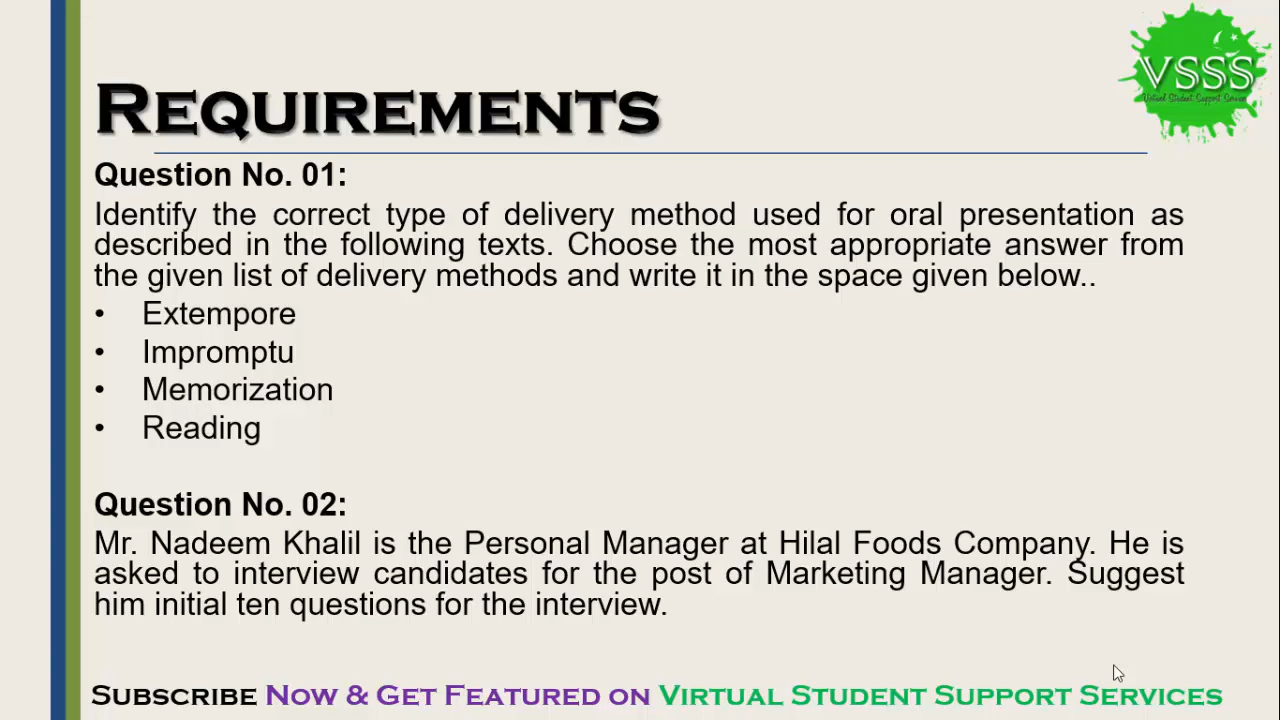 VSSS
Virtual Student Support Service
Requirements
Question No. 01:
Identify the correct type of delivery method used for oral presentation as
described in the following texts. Choose the most appropriate answer from
the given list of delivery methods and write it in the space given below..
• Extempore
• Impromptu
• Memorization
• Reading
Question No. 02:
Mr. Nadeem Khalil is the Personal Manager at Hilal Foods Company. He is
asked to interview candidates for the post of Marketing Manager. Suggest
him initial ten questions for the interview.
Subscribe Now & Get Featured on Virtual Student Support Services